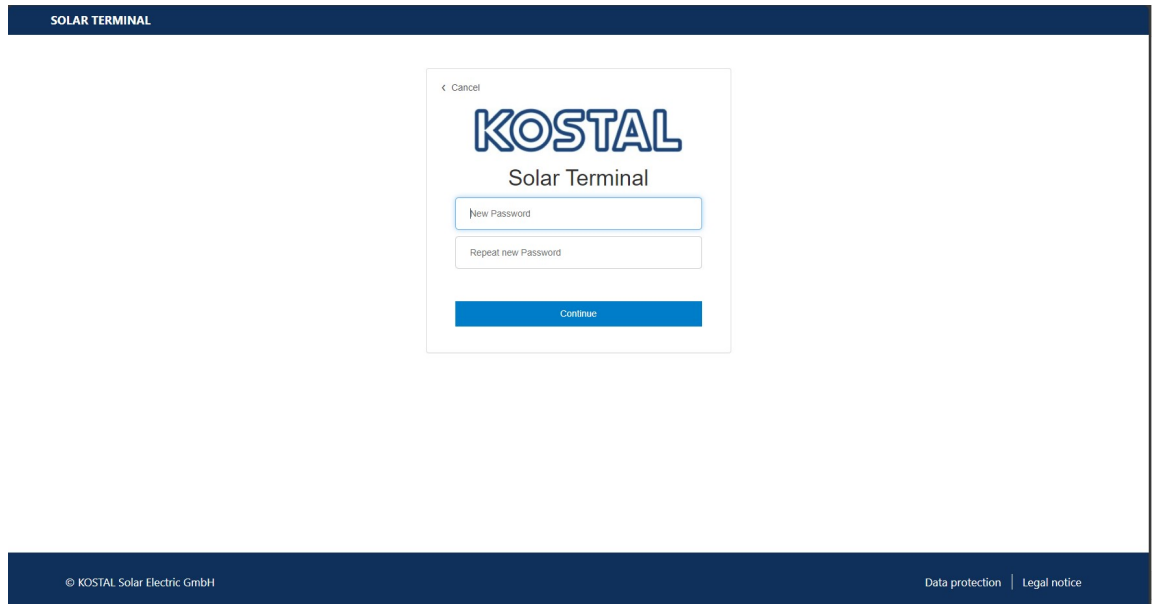 SOLAR TERMINAL
Cancel
KOSTAL
Solar Terminal
New Password
Repeat new Password
Continue
© KOSTAL Solar Electric GmbH
Data protection | Legal notice